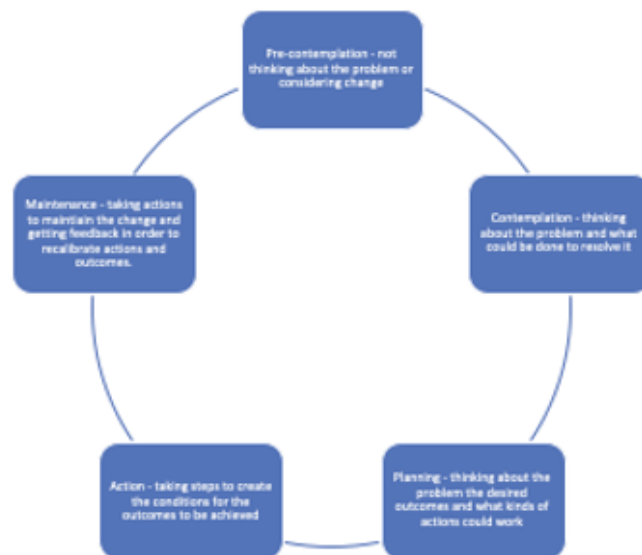 Pre-contemplation - not
thinking about the problem or
considering change
Contemplation - thinking
about the problem and what
could be done to resolve it
Planning - thinking about the
problem the desired
outcomes and what kinds of
actions could work
Action - taking steps to create
the conditions for the
outcomes to be achieved
Maintenance - taking actions
to maintiain the change and
getting feedback in order to
recalibrate actions and
outcomes.